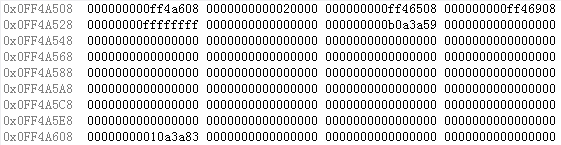 0x0FF4A508 000000000ff4a608 0000000000020000 000000000ff46508 000000000ff46908
0x0FF4A528 00000000ffffffff 0000000000000000 000000000b0a3a59 0000000000000000
0x0FF4A548 0000000000000000 0000000000000000 0000000000000000 0000000000000000
0x0FF4A568 0000000000000000 0000000000000000 0000000000000000 0000000000000000
0x0FF4A588 0000000000000000 0000000000000000 0000000000000000 0000000000000000
0x0FF4A5A8 0000000000000000 0000000000000000 0000000000000000 0000000000000000
0x0FF4A5C8 0000000000000000 0000000000000000 0000000000000000 0000000000000000
0x0FF4A5E8 0000000000000000 0000000000000000 0000000000000000 0000000000000000
0x0FF4A608 00000000010a3a83 0000000000000000 0000000000000000 0000000000000000